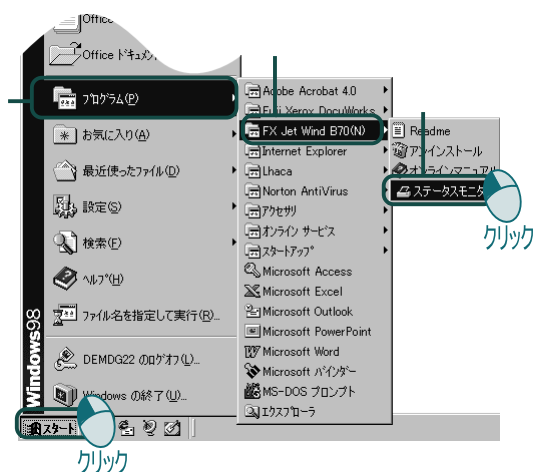 Office
Office ドキュメ
プログラム(P)
お気に入り(A)
最近使ったファイル(D)
設定(S)
検索(F)
ヘルプ(H)
ファイル名を指定して実行(R)...
DEMDG22 のログオフ(L)...
Windows の終了(U)...
Windows98
スタート
クリック
Adobe Acrobat 4.0
Fuji Xerox DocuWorks
FX Jet Wind B70(N)
Internet Explorer
Lhaca
Norton AntiVirus
アクセサリ
オンライン サービス
スタートアップ
Microsoft Access
Microsoft Excel
Microsoft Outlook
Microsoft PowerPoint
Microsoft Word
Microsoft バインダー
MS-DOS プロンプト
エクスプローラ
Readme
アンインストール
オンラインマニュアル
ステータスモニタ
クリック